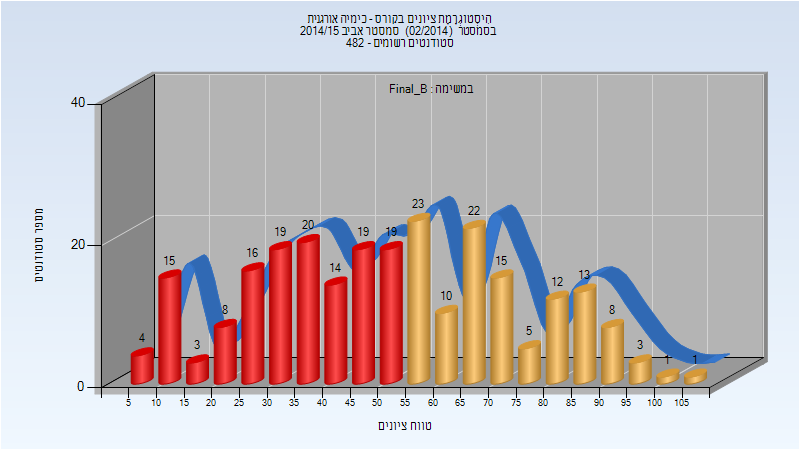 היסטוגרמת ציונים בקורס - כימיה אורגנית
בסמסטר (02/2014) סמסטר אביב 2014/15
סטודנטים רשומים - 482
במשימה : Final_B
מספר סטודנטים
40
20
0
4 15 3 8 16 19 20 14 19 19 23 10 22 15 5 12 13 8 3 1 1
5 10 15 20 25 30 35 40 45 50 55 60 65 70 75 80 85 90 95 100 105
טווח ציונים